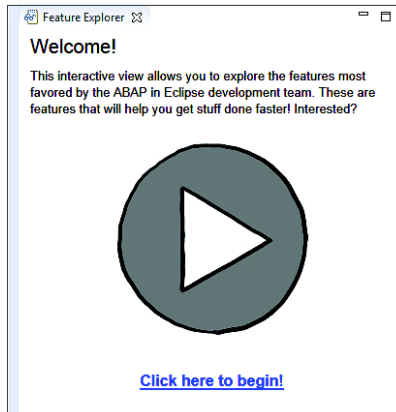 Feature Explorer
Welcome!
This interactive view allows you to explore the features most
favored by the ABAP in Eclipse development team. These are
features that will help you get stuff done faster! Interested?
Click here to begin!